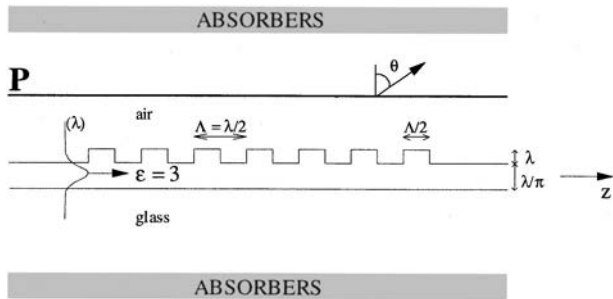 ABSORBERS
P
θ
(λ)
air
Λ = λ/2
Λ/2
λ
ε = 3
λ/π
z
glass
ABSORBERS